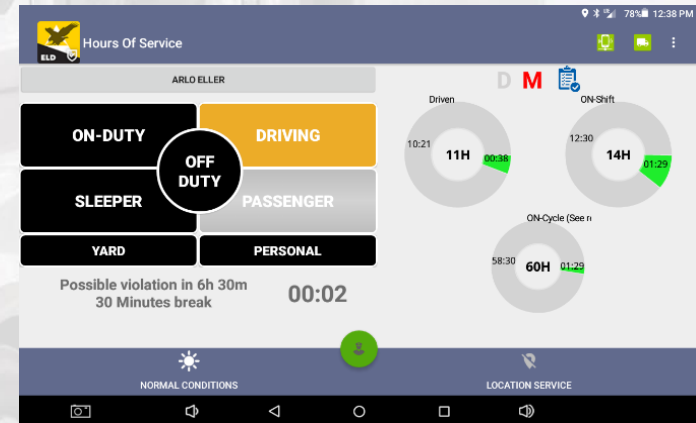 78% 12:38 PM
ELD
Hours Of Service
ARLO ELLER
D M
ON-DUTY
DRIVING
OFF
DUTY
SLEEPER
PASSENGER
YARD
PERSONAL
Possible violation in 6h 30m
30 Minutes break
00:02
Driven
10:21
11H
00:38
ON-Shift
12:30
14H
01:29
ON-Cycle (See
58:30
60H
01:29
NORMAL CONDITIONS
LOCATION SERVICE